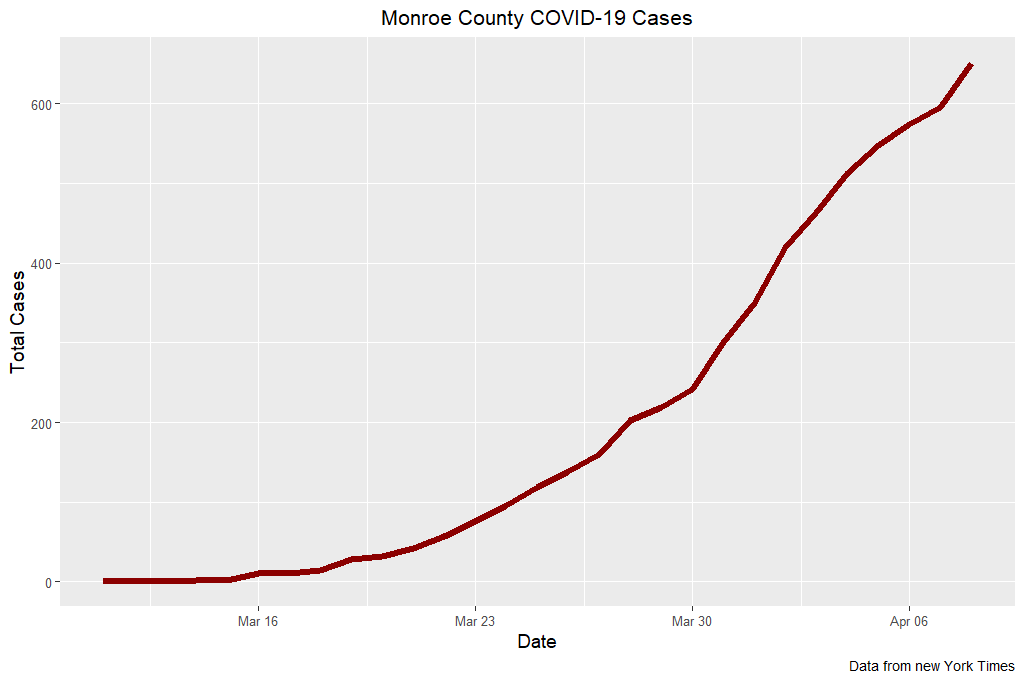 Monroe County COVID-19 Cases
Total Cases
600
400
200
0
Mar 16 Mar 23 Mar 30 Apr 06
Date
Data from new York Times